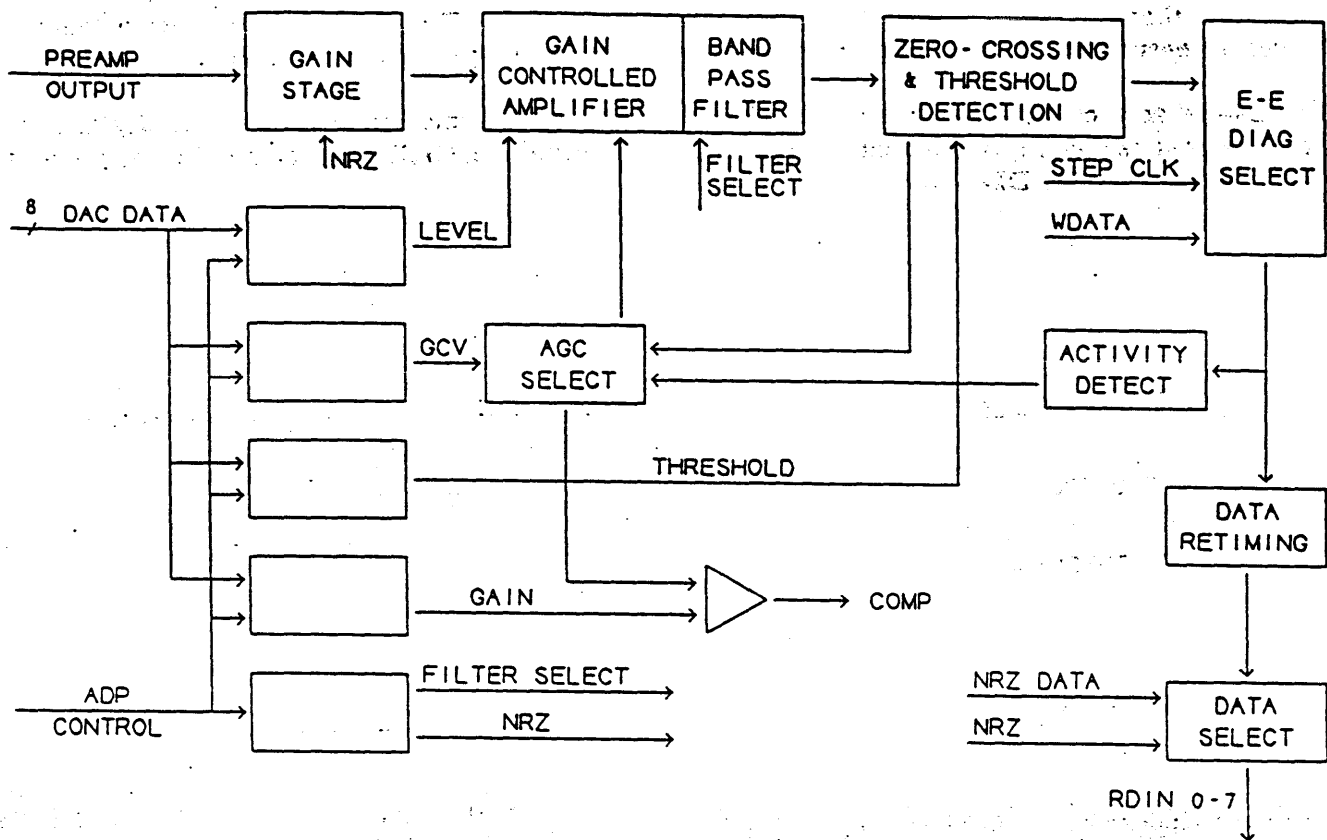 PREAMP
OUTPUT
GAIN
STAGE
NRZ
GAIN
CONTROLLED
AMPLIFIER
BAND
PASS
FILTER
FILTER
SELECT
ZERO-CROSSING
& THRESHOLD
DETECTION
E-E
DIAG
SELECT
STEP CLK
WDATA
8
DAC DATA
LEVEL
GCV
AGC
SELECT
ACTIVITY
DETECT
THRESHOLD
DATA
RETIMING
GAIN
COMP
ADP
CONTROL
FILTER SELECT
NRZ
NRZ DATA
NRZ
DATA
SELECT
RDIN 0-7